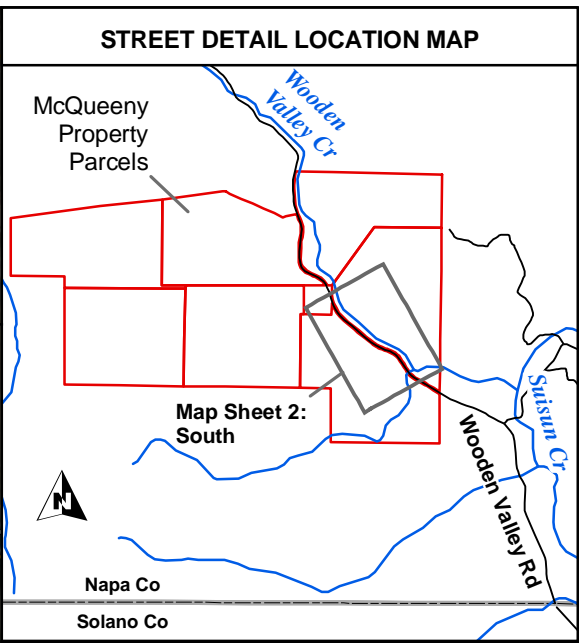 STREET DETAIL LOCATION MAP
Wooden
Valley Cr
McQueeny
Property
Parcels
Map Sheet 2:
South
Suisun Cr
Wooden Valley Rd
N
Napa Co
Solano Co